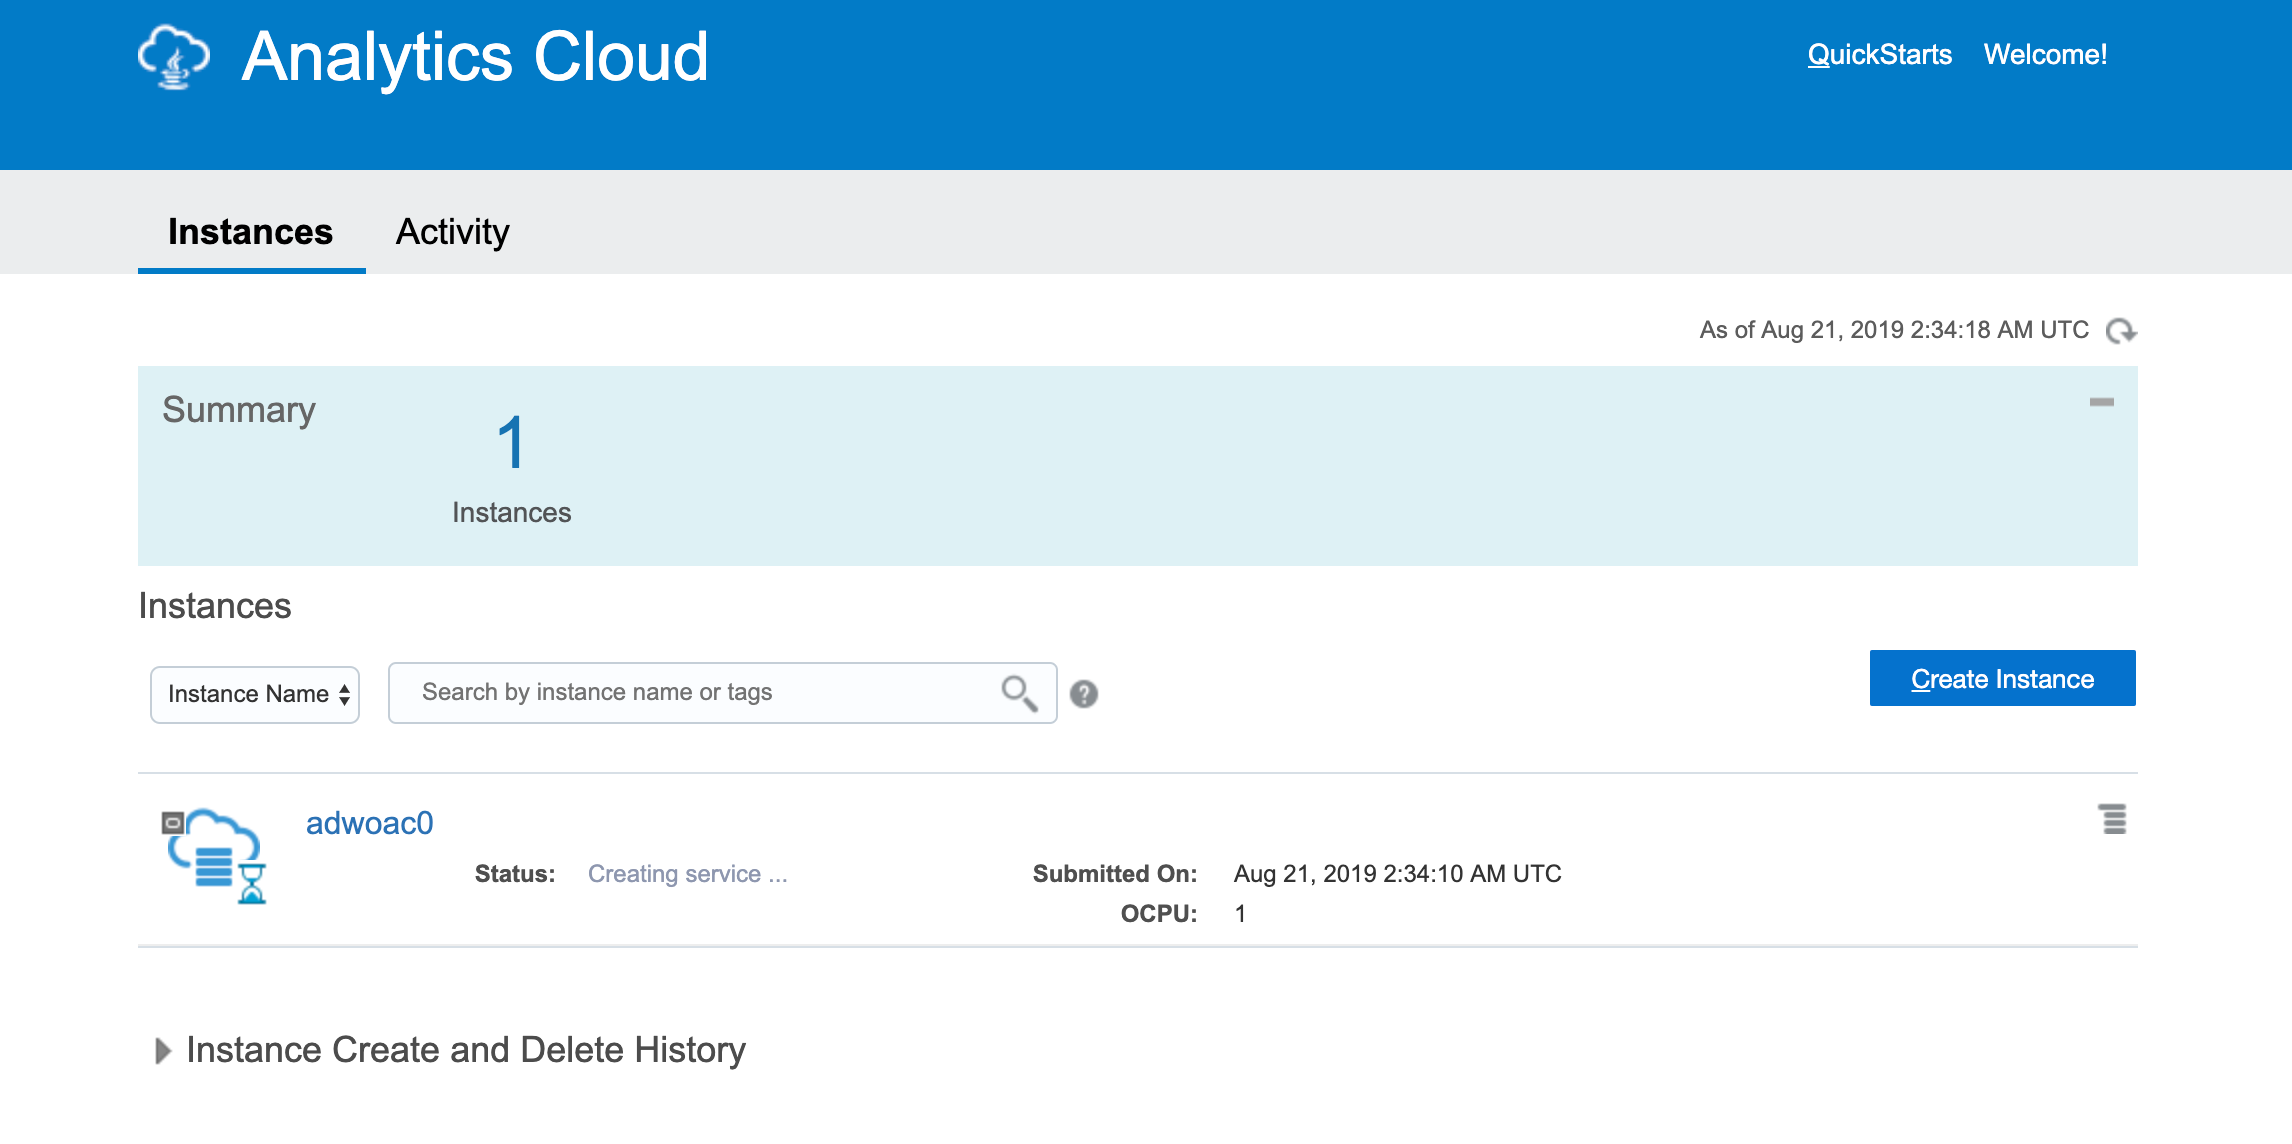 Analytics Cloud
QuickStarts Welcome!
Instances Activity
As of Aug 21, 2019 2:34:18 AM UTC
Summary
1
Instances
Instances
Instance Name Search by instance name or tags ? Create Instance
adwoac0
Status: Creating service ... Submitted On: Aug 21, 2019 2:34:10 AM UTC
OCPU: 1
Instance Create and Delete History